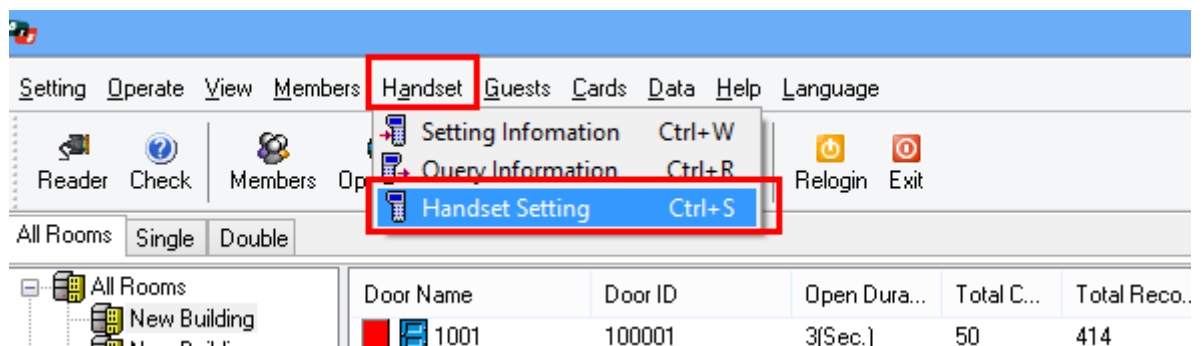 Setting Operate View Members Handset Guests Cards Data Help Language
Setting Infomation Ctrl+W
Query Information Ctrl+R
Handset Setting Ctrl+S
Reader Check Members Op Relogin Exit
All Rooms Single Double
All Rooms
New Building
Door Name Door ID Open Dura... Total C... Total Reco...
1001 100001 3(Sec.) 50 414